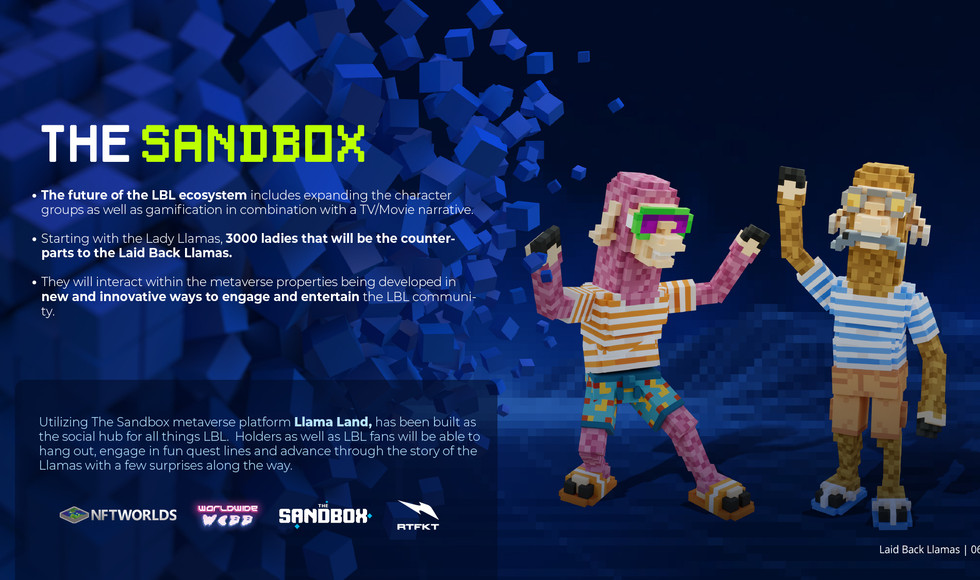 THE SANDBOX
• The future of the LBL ecosystem includes expanding the character
groups as well as gamification in combination with a TV/Movie narrative.
• Starting with the Lady Llamas, 3000 ladies that will be the counter-
parts to the Laid Back Llamas.
• They will interact within the metaverse properties being developed in
new and innovative ways to engage and entertain the LBL communi-
ty.
Utilizing The Sandbox metaverse platform Llama Land, has been built as
the social hub for all things LBL. Holders as well as LBL fans will be able to
hang out, engage in fun quest lines and advance through the story of the
Llamas with a few surprises along the way.
NFTWORLDS
WORLDWIDE
WEBB
THE
SANDBOX
RTFKT
Laid Back Llamas | 06